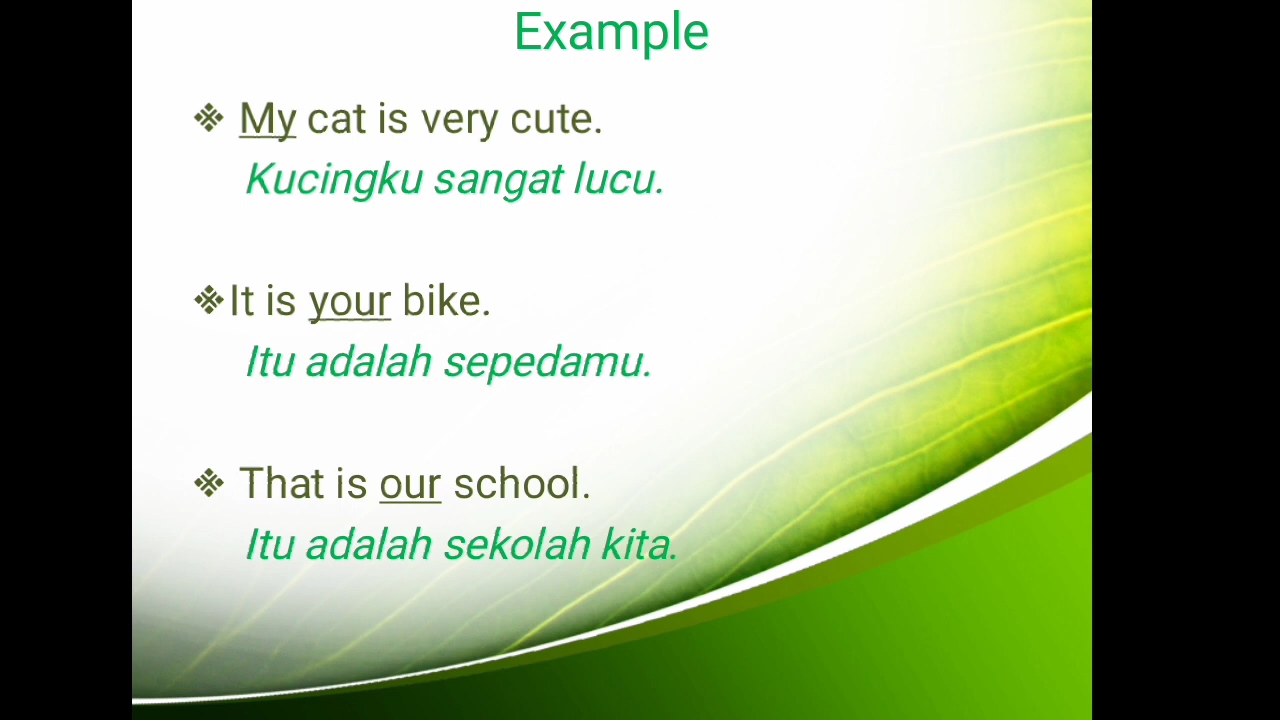 Example
❖ My cat is very cute.
Kucingku sangat lucu.
❖It is your bike.
Itu adalah sepedamu.
❖ That is our school.
Itu adalah sekolah kita.